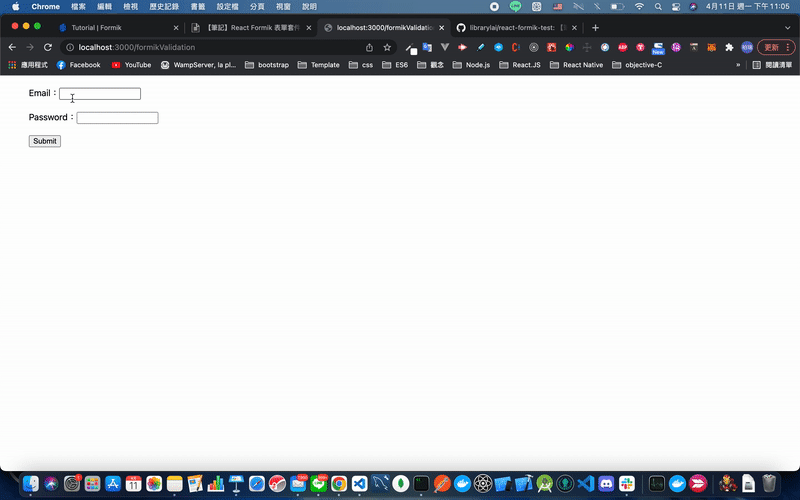 Chrome 檔案 編輯 檢視 歷史記錄 書籤 設定檔 分頁 視窗 說明 4月11日 週一 下午11:05
Tutorial | Formik 【筆記】React Formik 表單套件 localhost:3000/formikValidation librarylai/react-formik-test:
localhost:3000/formikValidation 更新
應用程式 Facebook YouTube WampServer, la pl... bootstrap Template css ES6 觀念 Node.js React.JS React Native objective-C » 閱讀清單
Email：
Password：
Submit